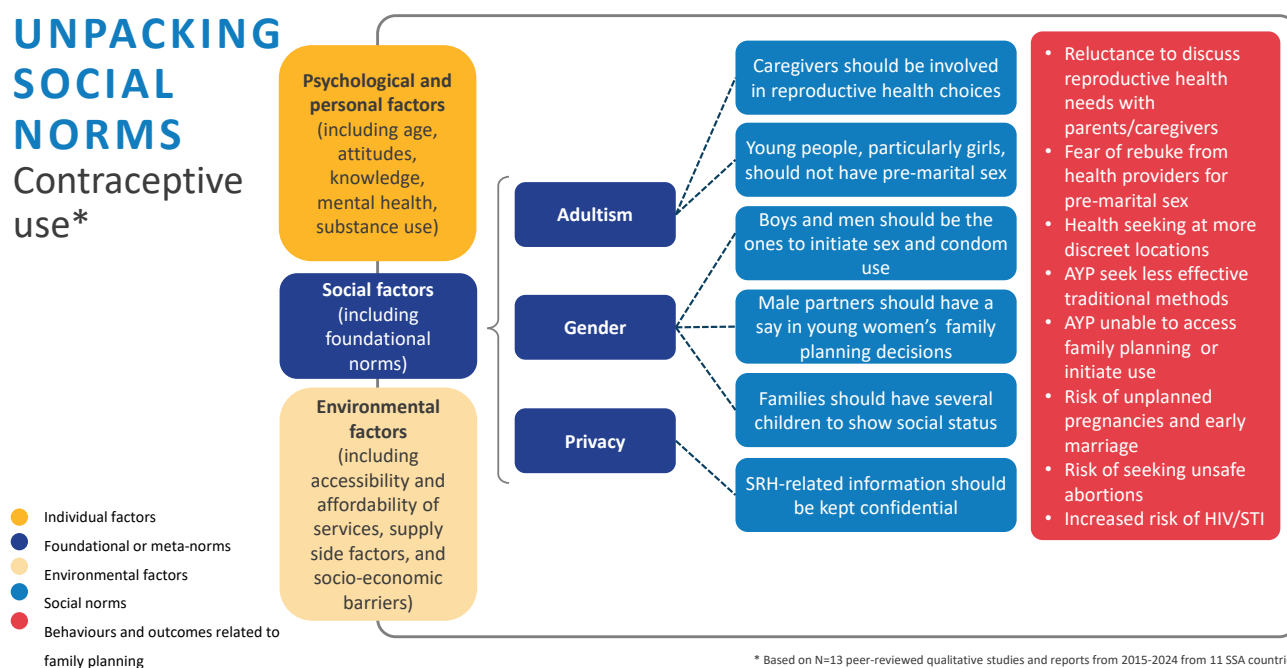 UNPACKING
SOCIAL
NORMS
Contraceptive
use*
Psychological and
personal factors
(including age,
attitudes,
knowledge,
mental health,
substance use)
Social factors
(including
foundational
norms)
Environmental
factors
(including
accessibility and
affordability of
services, supply
side factors, and
socio-economic
barriers)
Adultism
Gender
Privacy
Caregivers should be involved
in reproductive health choices
Young people, particularly girls,
should not have pre-marital sex
Boys and men should be the
ones to initiate sex and condom
use
Male partners should have a
say in young women's family
planning decisions
Families should have several
children to show social status
SRH-related information should
be kept confidential
• Reluctance to discuss
reproductive health
needs with
parents/caregivers
• Fear of rebuke from
health providers for
pre-marital sex
• Health seeking at more
discreet locations
• AYP seek less effective
traditional methods
• AYP unable to access
family planning or
initiate use
• Risk of unplanned
pregnancies and early
marriage
• Risk of seeking unsafe
abortions
• Increased risk of HIV/STI
Individual factors
Foundational or meta-norms
Environmental factors
Social norms
Behaviours and outcomes related to
family planning
* Based on N=13 peer-reviewed qualitative studies and reports from 2015-2024 from 11 SSA countri